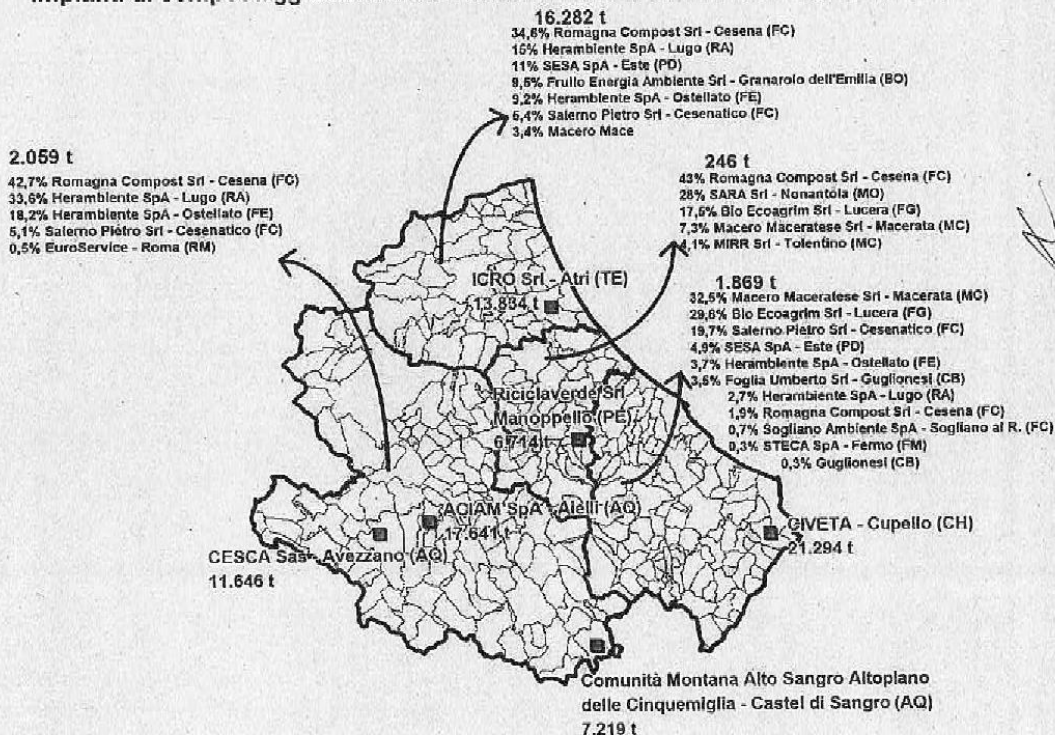 Impianti di
16.282 t
34,6% Romagna Compost Srl - Cesena (FC)
15% Herambiente SpA - Lugo (RA)
11% SESA SpA - Este (PD)
9,5% Frullo Energia Ambiente Srl - Granarolo dell'Emilia (BO)
9,2% Herambiente SpA - Ostellato (FE)
5,4% Salerno Pietro Srl - Cesenatico (FC)
3,4% Macero Mace
2.059 t
42,7% Romagna Compost Srl - Cesena (FC)
33,6% Herambiente SpA - Lugo (RA)
18,2% Herambiente SpA - Ostellato (FE)
5,1% Salerno Pietro Srl - Cesenatico (FC)
0,5% EuroService - Roma (RM)
246 t
43% Romagna Compost Srl - Cesena (FC)
28% SARA Srl - Nonantola (MO)
17,5% Bio Ecoagrim Srl - Lucera (FG)
7,3% Macero Maceratese Srl - Macerata (MC)
4,1% MIRR Srl - Tolentino (MC)
1.869 t
32,5% Macero Maceratese Srl - Macerata (MC)
29,6% Bio Ecoagrim Srl - Lucera (FG)
19,7% Salerno Pietro Srl - Cesenatico (FC)
4,9% SESA SpA - Este (PD)
3,7% Herambiente SpA - Ostellato (FE)
3,5% Foglia Umberto Srl - Guglionesi (CB)
2,7% Herambiente SpA - Lugo (RA)
1,9% Romagna Compost Srl - Cesena (FC)
0,7% Sogliano Ambiente SpA - Sogliano al R. (FC)
0,3% STECA SpA - Fermo (FM)
0,3% Guglionesi (CB)
ICRO Srl - Atri (TE)
13.884 t
Riciclaverde Srl
Manoppello (PE)
6.714 t
ACIAM SpA - Aielli (AQ)
17.641 t
CESCA Sas - Avezzano (AQ)
11.646 t
CIVETA - Cupello (CH)
21.294 t
Comunità Montana Alto Sangro Altoplano
delle Cinquemiglia - Castel di Sangro (AQ)
7.219 t